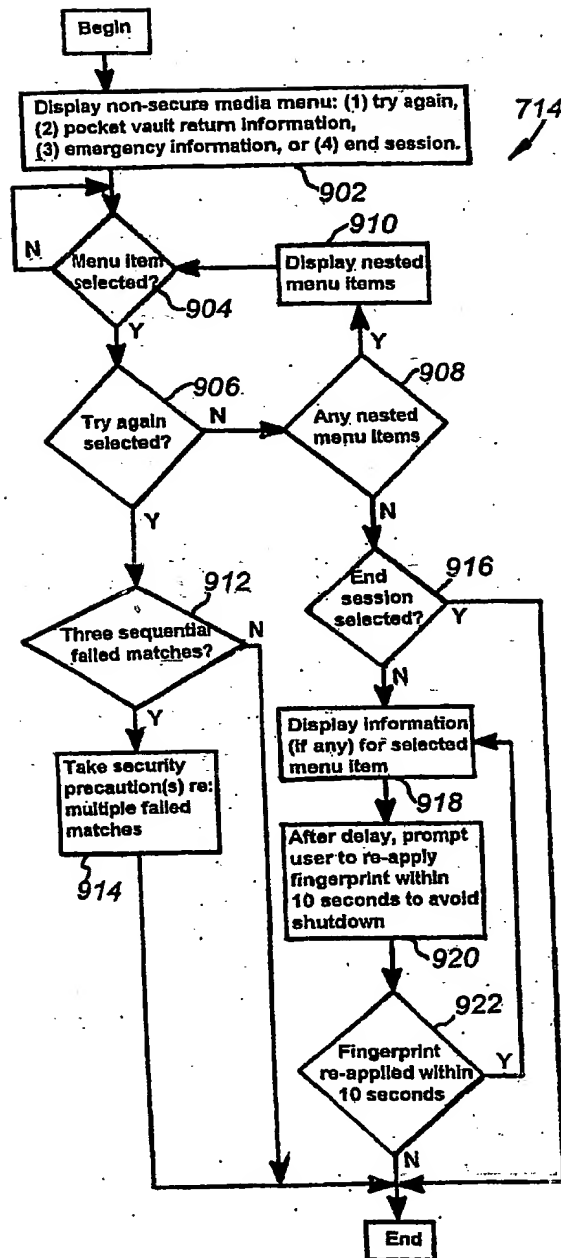 Begin
Display non-secure media menu: (1) try again,
(2) pocket vault return information,
(3) emergency information, or (4) end session.
714
902
910
N
Menu item
selected?
Display nested
menu items
904
Y
Y
906
908
Try again
selected?
N
Any nested
menu items
Y
N
912
End
session
selected?
916
Y
Three sequential
failed matches?
N
N
Y
Display information
(if any) for selected
menu item
Take security
precaution(s) re:
multiple failed
matches
918
914
After delay, prompt
user to re-apply
fingerprint within
10 seconds to avoid
shutdown
920
922
Fingerprint
re-applied within
10 seconds
Y
N
End